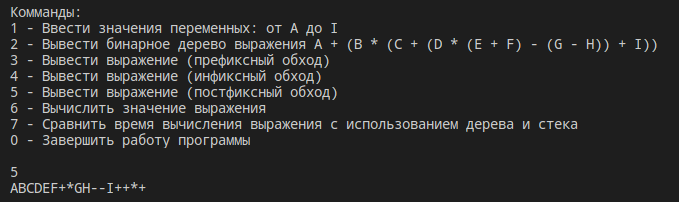 Комманды:
1 - Ввести значения переменных: от A до I
2 - Вывести бинарное дерево выражения A + (B * (C + (D * (E + F) - (G - H)) + I))
3 - Вывести выражение (префиксный обход)
4 - Вывести выражение (инфиксный обход)
5 - Вывести выражение (постфиксный обход)
6 - Вычислить значение выражения
7 - Сравнить время вычисления выражения с использованием дерева и стека
0 - Завершить работу программы
5
ABCDEF+*GH--I++*+